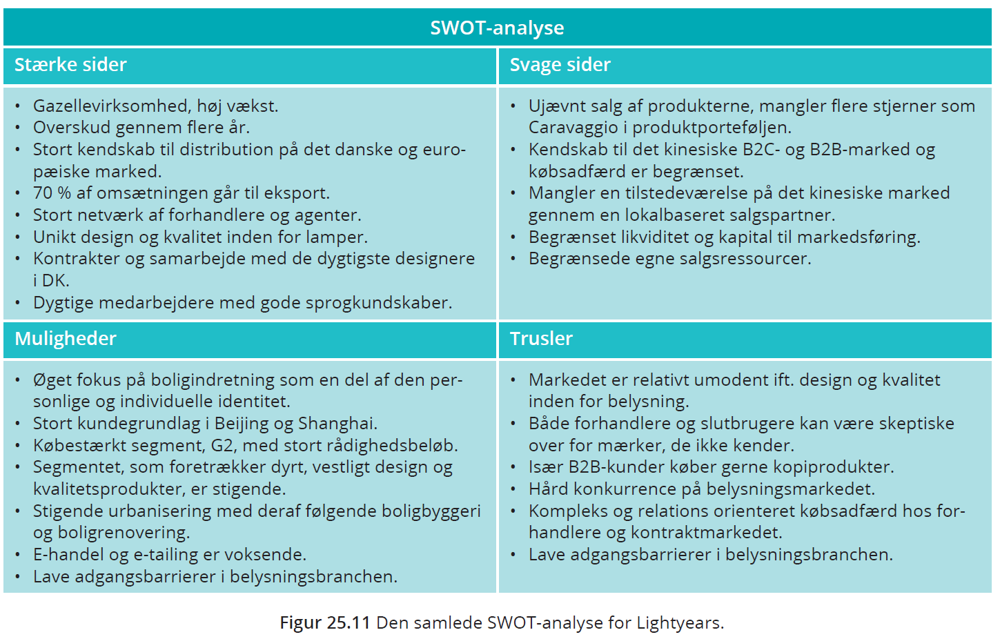 SWOT-analyse
Stærke sider
• Gazellevirksomhed, høj vækst.
• Overskud gennem flere år.
• Stort kendskab til distribution på det danske og euro-
pæiske marked.
• 70 % af omsætningen går til eksport.
• Stort netværk af forhandlere og agenter.
• Unikt design og kvalitet inden for lamper.
• Kontrakter og samarbejde med de dygtigste designere
i DK.
• Dygtige medarbejdere med gode sprogkundskaber.
Svage sider
• Ujævnt salg af produkterne, mangler flere stjerner som
Caravaggio i produktporteføljen.
• Kendskab til det kinesiske B2C- og B2B-marked og
købsadfærd er begrænset.
• Mangler en tilstedeværelse på det kinesiske marked
gennem en lokalbaseret salgspartner.
• Begrænset likviditet og kapital til markedsføring.
• Begrænsede egne salgsressourcer.
Muligheder
• Øget fokus på boligindretning som en del af den per-
sonlige og individuelle identitet.
• Stort kundegrundlag i Beijing og Shanghai.
• Købestærkt segment, G2, med stort rådighedsbeløb.
• Segmentet, som foretrækker dyrt, vestligt design og
kvalitetsprodukter, er stigende.
• Stigende urbanisering med deraf følgende boligbyggeri
og boligrenovering.
• E-handel og e-tailing er voksende.
• Lave adgangsbarrierer i belysningsbranchen.
Trusler
• Markedet er relativt umodent ift. design og kvalitet
inden for belysning.
• Både forhandlere og slutbrugere kan være skeptiske
over for mærker, de ikke kender.
• Især B2B-kunder køber gerne kopiprodukter.
• Hård konkurrence på belysningsmarkedet.
• Kompleks og relations orienteret købsadfærd hos for-
handlere og kontraktmarkedet.
• Lave adgangsbarrierer i belysningsbranchen.
Figur 25.11 Den samlede SWOT-analyse for Lightyears.